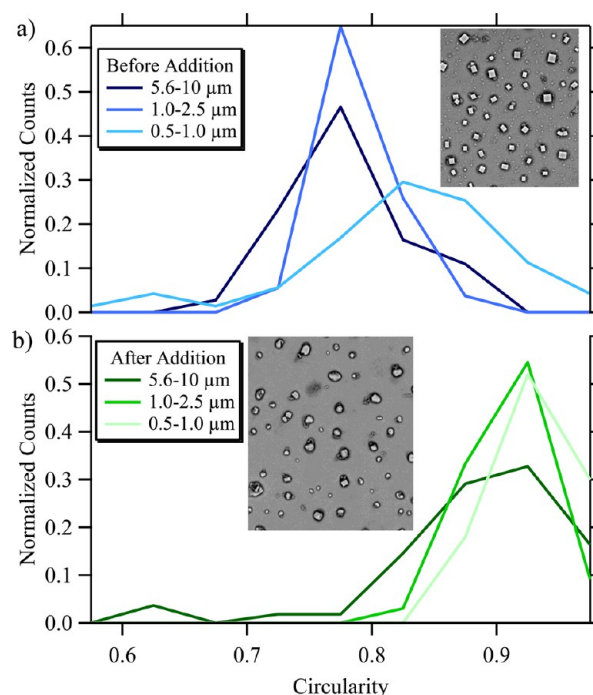 a)
0.6
0.5
0.4
0.3
0.2
0.1
0.0
Normalized Counts
Before Addition
5.6-10 µm
1.0-2.5 µm
0.5-1.0 µm
b)
0.6
0.5
0.4
0.3
0.2
0.1
0.0
Normalized Counts
After Addition
5.6-10 µm
1.0-2.5 µm
0.5-1.0 µm
0.6 0.7 0.8 0.9
Circularity